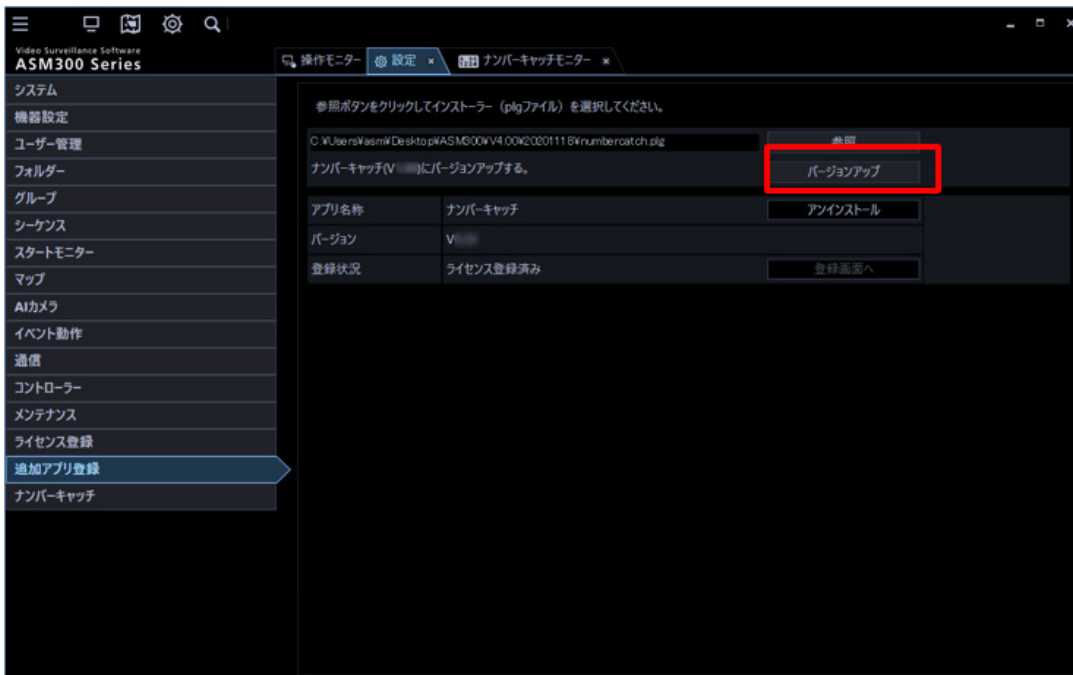 Video Surveillance Software
ASM300 Series
操作モニター
設定
ナンバーキャッチモニター
システム
機器設定
ユーザー管理
フォルダー
グループ
シーケンス
スタートモニター
マップ
AIカメラ
イベント動作
通信
コントローラー
メンテナンス
ライセンス登録
追加アプリ登録
ナンバーキャッチ
参照ボタンをクリックしてインストーラー（plgファイル）を選択してください。
C:¥Users¥asm¥Desktop¥ASM300¥V4.00¥20201118¥numbercatch.plg 参照
ナンバーキャッチ(V )にバージョンアップする。 バージョンアップ
アプリ名称 ナンバーキャッチ アンインストール
バージョン V
登録状況 ライセンス登録済み 登録画面へ